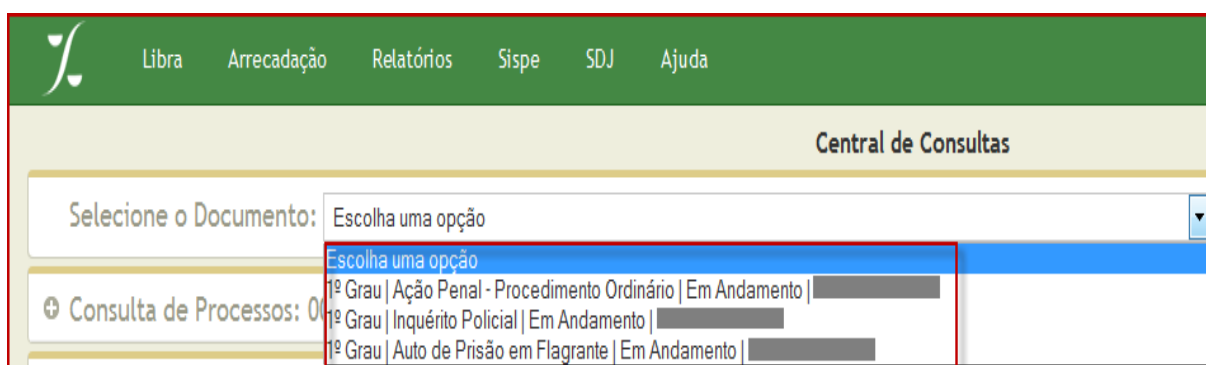 Libra Arrecadação Relatórios Sispe SDJ Ajuda
Central de Consultas
Selecione o Documento: Escolha uma opção
Escolha uma opção
1º Grau | Ação Penal - Procedimento Ordinário | Em Andamento |
1º Grau | Inquérito Policial | Em Andamento |
Consulta de Processos: 00
1º Grau | Auto de Prisão em Flagrante | Em Andamento |